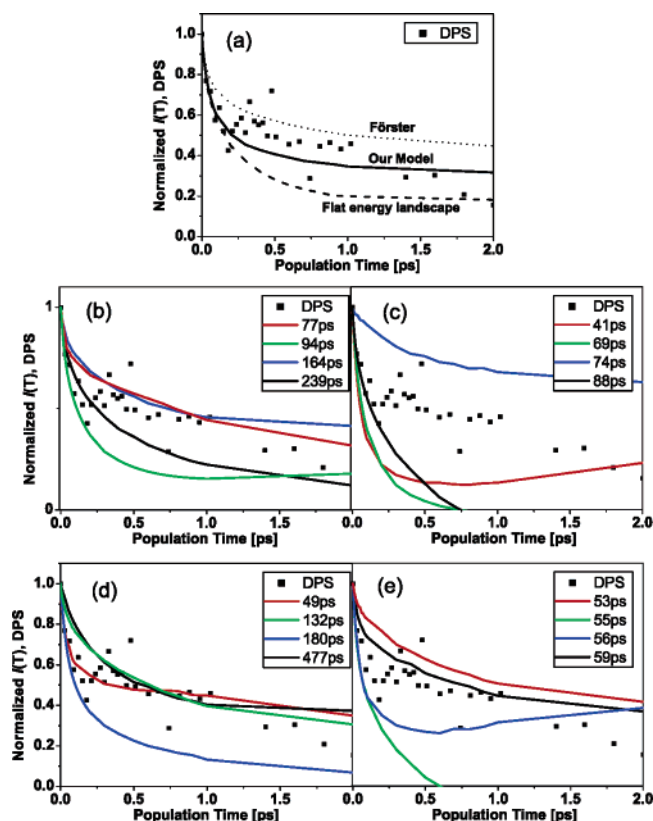 (a)
DPS
Förster
Our Model
Flat energy landscape
Normalized I(T), DPS
1.0
0.8
0.6
0.4
0.2
0.0
0.0 0.5 1.0 1.5 2.0
Population Time [ps]
(b)
DPS
77ps
94ps
164ps
239ps
(c)
DPS
41ps
69ps
74ps
88ps
Normalized I(T), DPS
1
0
0.0 0.5 1.0 1.5 0.0 0.5 1.0 1.5 2.0
Population Time [ps] Population Time [ps]
(d)
DPS
49ps
132ps
180ps
477ps
(e)
DPS
53ps
55ps
56ps
59ps
Normalized I(T), DPS
1.0
0.8
0.6
0.4
0.2
0.0
0.0 0.5 1.0 1.5 0.0 0.5 1.0 1.5 2.0
Population Time [ps] Population Time [ps]